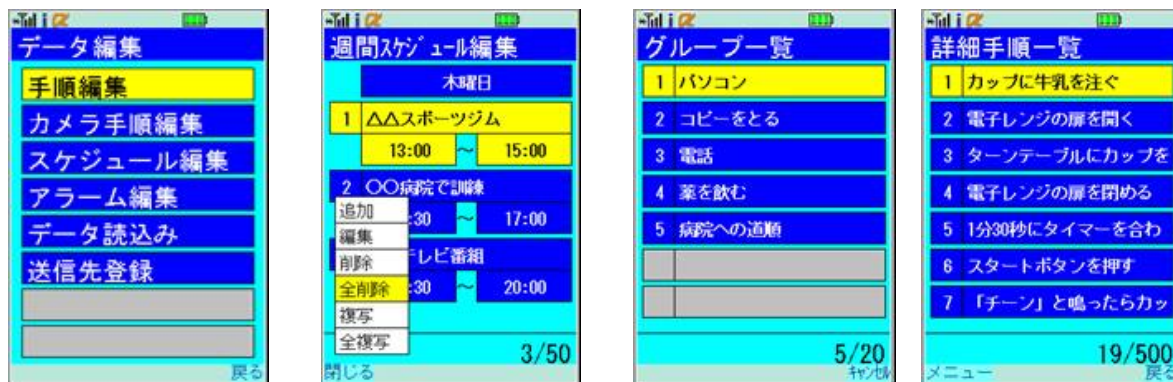 データ編集
手順編集
カメラ手順編集
スケジュール編集
アラーム編集
データ読込み
送信先登録
戻る
週間ｽｹｼﾞｭｰﾙ編集
木曜日
1 △△スポーツジム
13:00 ～ 15:00
2 〇〇病院で訓練
:30 ～ 17:00
テレビ番組
:30 ～ 20:00
追加
編集
削除
全削除
複写
全複写
3/50
閉じる
グループ一覧
1 パソコン
2 コピーをとる
3 電話
4 薬を飲む
5 病院への道順
5/20
ｷｬﾝｾﾙ
詳細手順一覧
1 カップに牛乳を注ぐ
2 電子レンジの扉を開く
3 ターンテーブルにカップを
4 電子レンジの扉を閉める
5 1分30秒にタイマーを合わ
6 スタートボタンを押す
7 「チーン」と鳴ったらカッ
19/500
メニュー
戻る